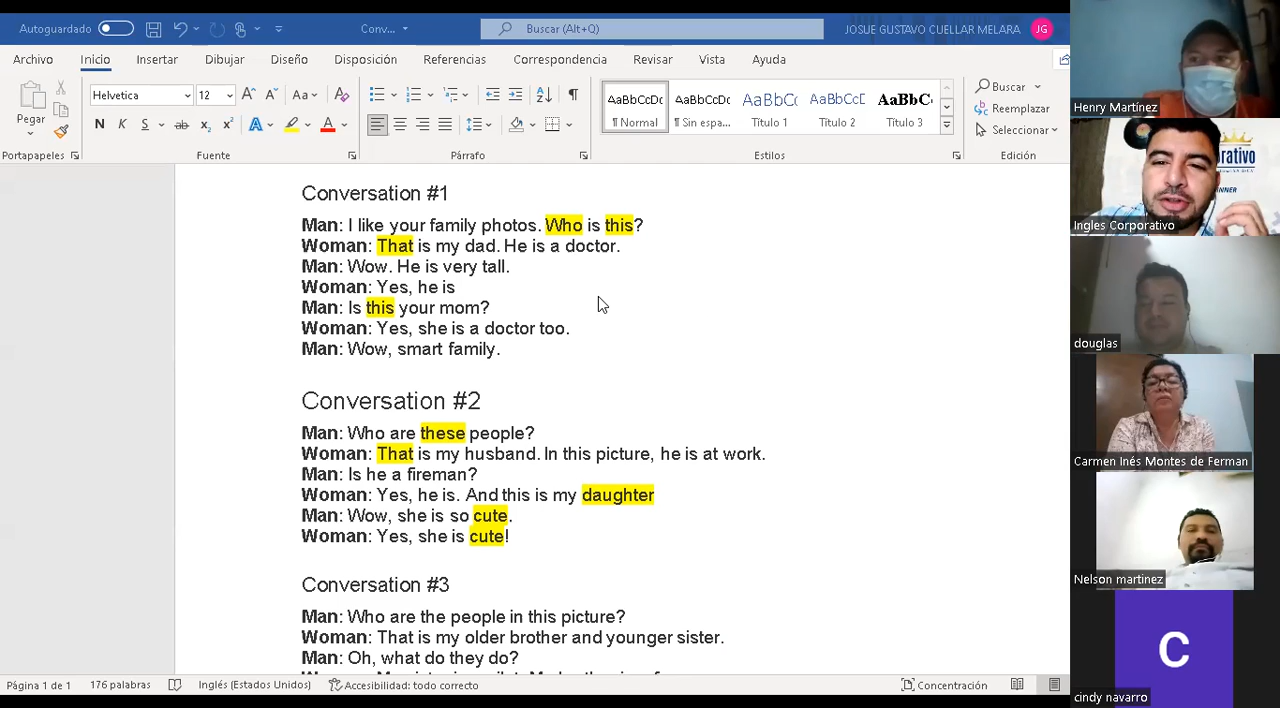 Autoguardado
Conv...
Buscar (Alt+Q)
JOSUE GUSTAVO CUELLAR MELARA
JG
Archivo Inicio Insertar Dibujar Diseño Disposición Referencias Correspondencia Revisar Vista Ayuda
Pegar
Portapapeles
Helvetica 12
N K S ab x₂ x²
Fuente
Párrafo
AaBbCcDc AaBbCcDc AaBbCc AaBbCcD AaBbC
¶ Normal ¶ Sin espa... Título 1 Título 2 Título 3
Estilos
Buscar
Reemplazar
Seleccionar
Edición
Conversation #1
Man: I like your family photos. Who is this?
Woman: That is my dad. He is a doctor.
Man: Wow. He is very tall.
Woman: Yes, he is
Man: Is this your mom?
Woman: Yes, she is a doctor too.
Man: Wow, smart family.
Conversation #2
Man: Who are these people?
Woman: That is my husband. In this picture, he is at work.
Man: Is he a fireman?
Woman: Yes, he is. And this is my daughter
Man: Wow, she is so cute.
Woman: Yes, she is cute!
Conversation #3
Man: Who are the people in this picture?
Woman: That is my older brother and younger sister.
Man: Oh, what do they do?
Página 1 de 1 176 palabras Inglés (Estados Unidos) Accesibilidad: todo correcto Concentración
Henry Martínez
Ingles Corporativo
douglas
Carmen Inés Montes de Ferman
Nelson martinez
C
cindy navarro